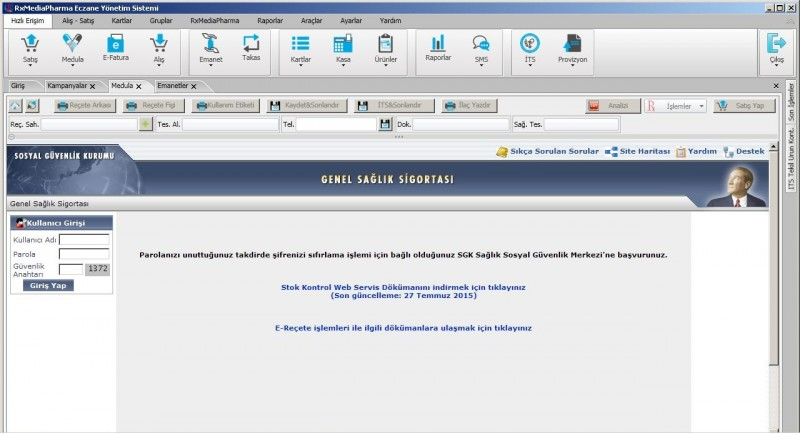 RxMediaPharma Eczane Yönetim Sistemi
Hızlı Erişim Alış - Satış Kartlar Gruplar RxMediaPharma Raporlar Araçlar Ayarlar Yardım
Satış Medula E-Fatura Alış Emanet Takas Kartlar Kasa Ürünler Raporlar SMS İTS Provizyon Çıkış
Giriş Kampanyalar Medula Emanetler
Reçete Arkası Reçete Fişi Kullanım Etiketi Kaydet&Sonlandır ITS&Sonlandır İlaç Yazdır Analizi İşlemler Satış Yap
Reç. Sah. Tes. Al. Tel. Dok. Sağ. Tes.
Son İşlemler
ITS Tekil Urun Kont.
SOSYAL GÜVENLİK KURUMU
Sıkça Sorulan Sorular Site Haritası Yardım Destek
GENEL SAĞLIK SİGORTASI
Genel Sağlık Sigortası
Kullanıcı Girişi
Kullanıcı Adı
Parola
Güvenlik Anahtarı 1372
Giriş Yap
Parolanızı unuttuğunuz takdirde şifrenizi sıfırlama işlemi için bağlı olduğunuz SGK Sağlık Sosyal Güvenlik Merkezi'ne başvurunuz.
Stok Kontrol Web Servis Dökümanını indirmek için tıklayınız
(Son güncelleme: 27 Temmuz 2015)
E-Reçete işlemleri ile ilgili dökümanlara ulaşmak için tıklayınız